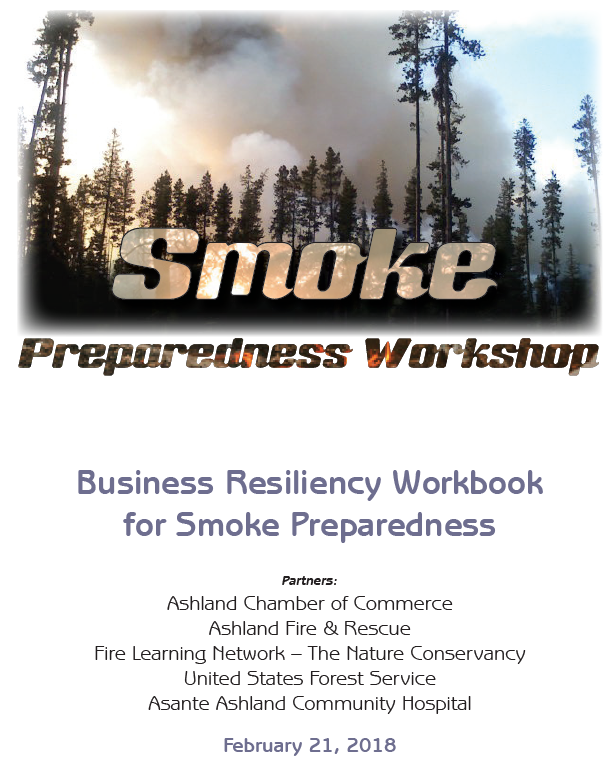 Smoke
Preparedness Workshop
Business Resiliency Workbook
for Smoke Preparedness
Partners:
Ashland Chamber of Commerce
Ashland Fire & Rescue
Fire Learning Network – The Nature Conservancy
United States Forest Service
Asante Ashland Community Hospital
February 21, 2018